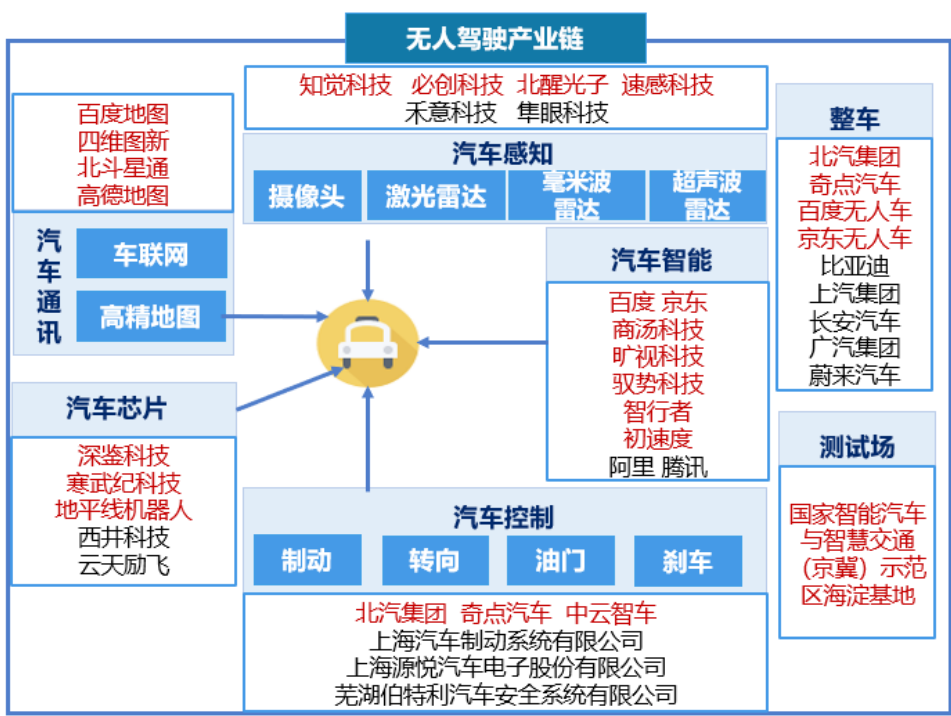 无人驾驶产业链
知觉科技 必创科技 北醒光子 速感科技
禾意科技 隼眼科技
汽车感知
摄像头
激光雷达
毫米波
雷达
超声波
雷达
百度地图
四维图新
北斗星通
高德地图
汽车通讯
车联网
高精地图
汽车芯片
深鉴科技
寒武纪科技
地平线机器人
西井科技
云天励飞
汽车智能
百度 京东
商汤科技
旷视科技
驭势科技
智行者
初速度
阿里 腾讯
汽车控制
制动
转向
油门
刹车
北汽集团 奇点汽车 中云智车
上海汽车制动系统有限公司
上海源悦汽车电子股份有限公司
芜湖伯特利汽车安全系统有限公司
整车
北汽集团
奇点汽车
百度无人车
京东无人车
比亚迪
上汽集团
长安汽车
广汽集团
蔚来汽车
测试场
国家智能汽车
与智慧交通
（京冀）示范
区海淀基地